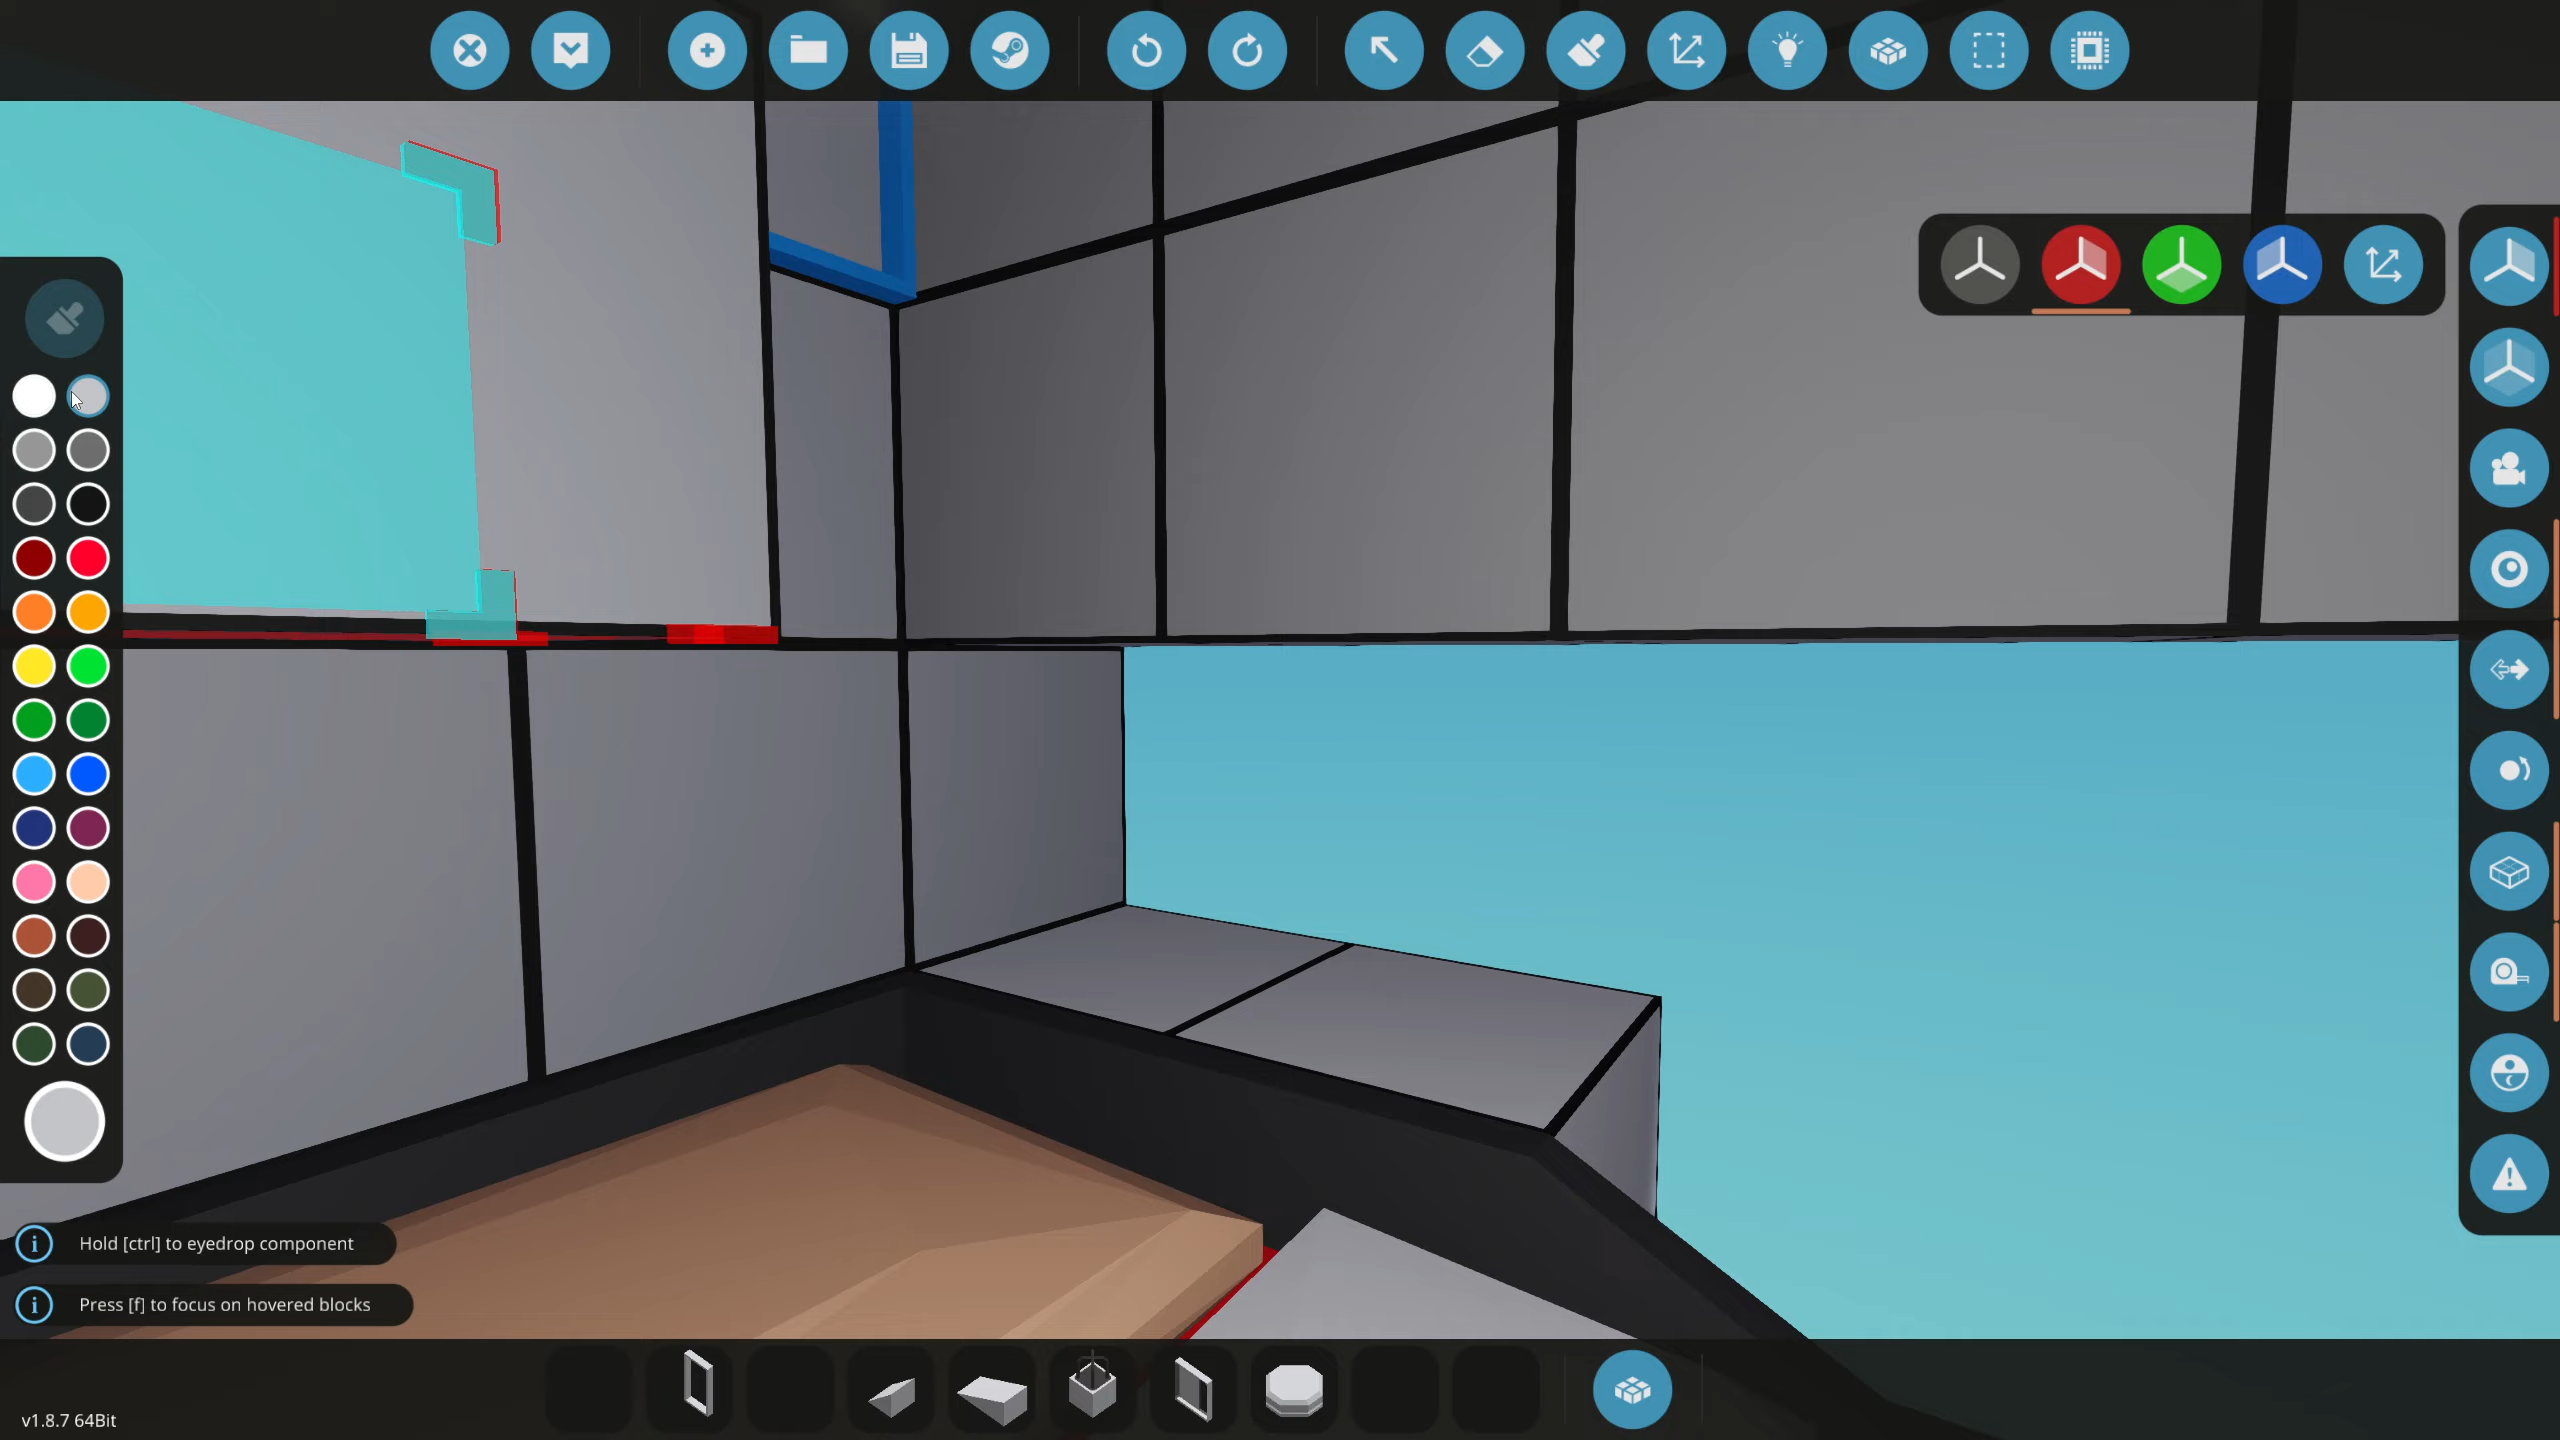 Hold [ctrl] to eyedrop component
Press [f] to focus on hovered blocks
v1.8.7 64Bit